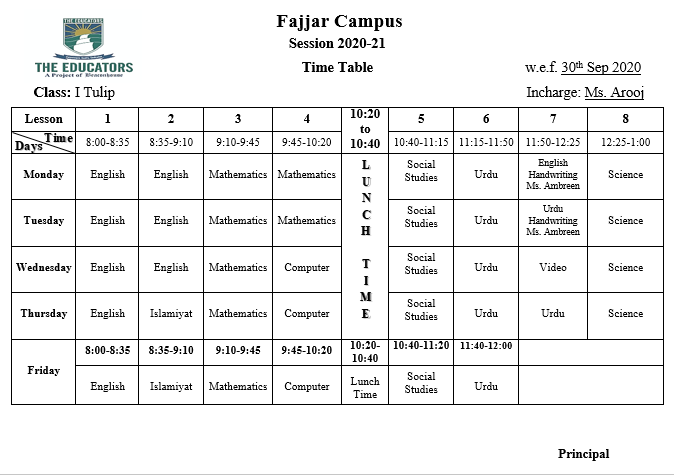 Fajjar Campus
Session 2020-21
THE EDUCATORS
THE EDUCATORS
A Project of Beaconhouse
Time Table
w.e.f. 30th Sep 2020
Class: I Tulip
Incharge: Ms. Arooj
Lesson 1 2 3 4 10:20 to 10:40 5 6 7 8
Time Days 8:00-8:35 8:35-9:10 9:10-9:45 9:45-10:20 10:40-11:15 11:15-11:50 11:50-12:25 12:25-1:00
LUNCH TIME
Monday English English Mathematics Mathematics Social Studies Urdu English Handwriting Ms. Ambreen Science
Tuesday English English Mathematics Mathematics Social Studies Urdu Urdu Handwriting Ms. Ambreen Science
Wednesday English English Mathematics Computer Social Studies Urdu Video Science
Thursday English Islamiyat Mathematics Computer Social Studies Urdu Urdu Science
Friday 8:00-8:35 8:35-9:10 9:10-9:45 9:45-10:20 10:20-10:40 10:40-11:20 11:40-12:00
English Islamiyat Mathematics Computer Lunch Time Social Studies Urdu
Principal